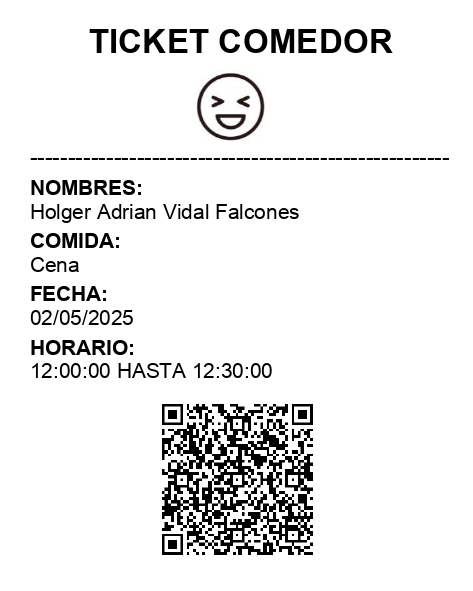 TICKET COMEDOR
-------------------------------------------------------
NOMBRES:
Holger Adrian Vidal Falcones
COMIDA:
Cena
FECHA:
02/05/2025
HORARIO:
12:00:00 HASTA 12:30:00